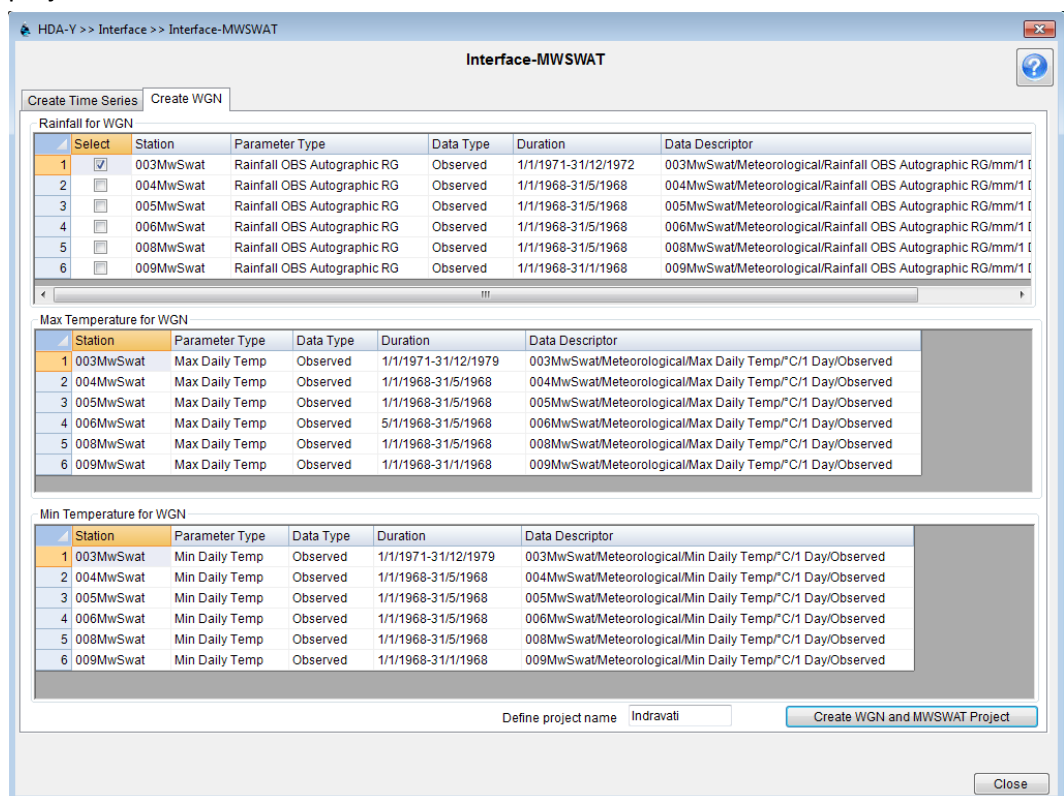 HDA-Y >> Interface >> Interface-MWSWAT
Interface-MWSWAT
Create Time Series Create WGN
Rainfall for WGN
Select Station Parameter Type Data Type Duration Data Descriptor
1 003MwSwat Rainfall OBS Autographic RG Observed 1/1/1971-31/12/1972 003MwSwat/Meteorological/Rainfall OBS Autographic RG/mm/1 D
2 004MwSwat Rainfall OBS Autographic RG Observed 1/1/1968-31/5/1968 004MwSwat/Meteorological/Rainfall OBS Autographic RG/mm/1 D
3 005MwSwat Rainfall OBS Autographic RG Observed 1/1/1968-31/5/1968 005MwSwat/Meteorological/Rainfall OBS Autographic RG/mm/1 D
4 006MwSwat Rainfall OBS Autographic RG Observed 1/1/1968-31/5/1968 006MwSwat/Meteorological/Rainfall OBS Autographic RG/mm/1 D
5 008MwSwat Rainfall OBS Autographic RG Observed 1/1/1968-31/5/1968 008MwSwat/Meteorological/Rainfall OBS Autographic RG/mm/1 D
6 009MwSwat Rainfall OBS Autographic RG Observed 1/1/1968-31/1/1968 009MwSwat/Meteorological/Rainfall OBS Autographic RG/mm/1 D
Max Temperature for WGN
Station Parameter Type Data Type Duration Data Descriptor
1 003MwSwat Max Daily Temp Observed 1/1/1971-31/12/1979 003MwSwat/Meteorological/Max Daily Temp/°C/1 Day/Observed
2 004MwSwat Max Daily Temp Observed 1/1/1968-31/5/1968 004MwSwat/Meteorological/Max Daily Temp/°C/1 Day/Observed
3 005MwSwat Max Daily Temp Observed 1/1/1968-31/5/1968 005MwSwat/Meteorological/Max Daily Temp/°C/1 Day/Observed
4 006MwSwat Max Daily Temp Observed 5/1/1968-31/5/1968 006MwSwat/Meteorological/Max Daily Temp/°C/1 Day/Observed
5 008MwSwat Max Daily Temp Observed 1/1/1968-31/5/1968 008MwSwat/Meteorological/Max Daily Temp/°C/1 Day/Observed
6 009MwSwat Max Daily Temp Observed 1/1/1968-31/1/1968 009MwSwat/Meteorological/Max Daily Temp/°C/1 Day/Observed
Min Temperature for WGN
Station Parameter Type Data Type Duration Data Descriptor
1 003MwSwat Min Daily Temp Observed 1/1/1971-31/12/1979 003MwSwat/Meteorological/Min Daily Temp/°C/1 Day/Observed
2 004MwSwat Min Daily Temp Observed 1/1/1968-31/5/1968 004MwSwat/Meteorological/Min Daily Temp/°C/1 Day/Observed
3 005MwSwat Min Daily Temp Observed 1/1/1968-31/5/1968 005MwSwat/Meteorological/Min Daily Temp/°C/1 Day/Observed
4 006MwSwat Min Daily Temp Observed 1/1/1968-31/5/1968 006MwSwat/Meteorological/Min Daily Temp/°C/1 Day/Observed
5 008MwSwat Min Daily Temp Observed 1/1/1968-31/5/1968 008MwSwat/Meteorological/Min Daily Temp/°C/1 Day/Observed
6 009MwSwat Min Daily Temp Observed 1/1/1968-31/1/1968 009MwSwat/Meteorological/Min Daily Temp/°C/1 Day/Observed
Define project name Indravati Create WGN and MWSWAT Project
Close